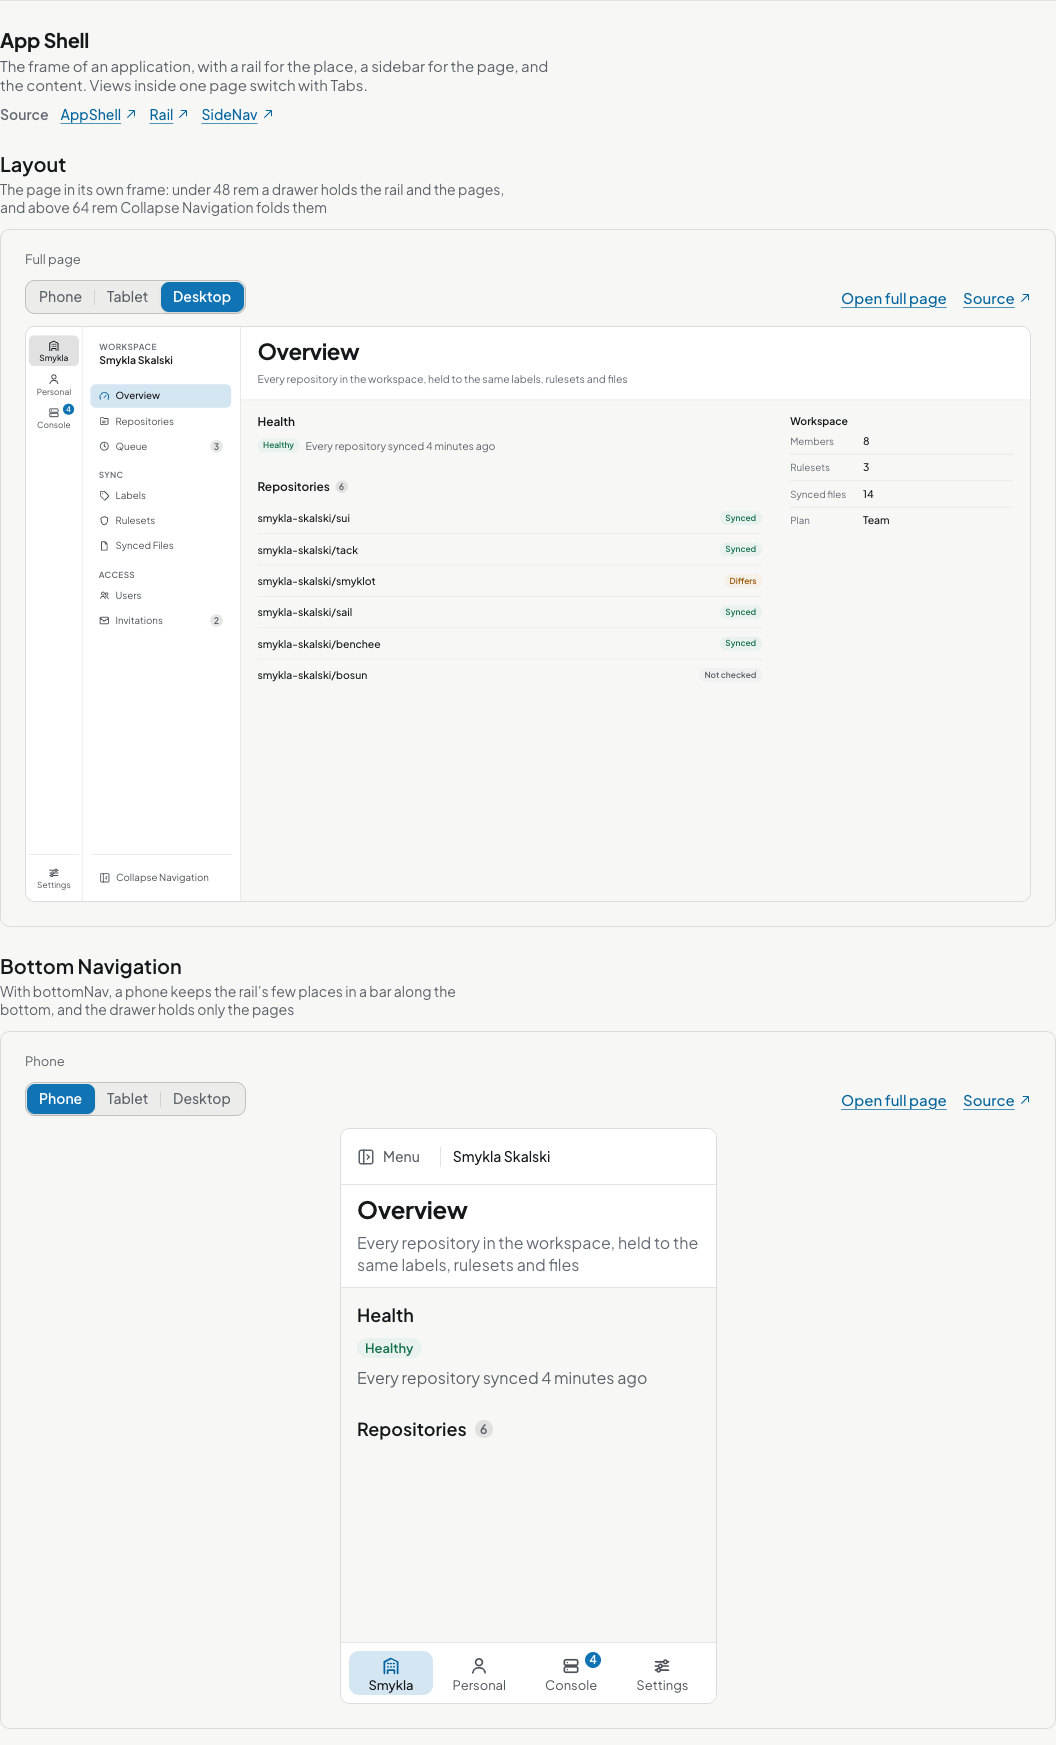 App Shell
The frame of an application, with a rail for the place, a sidebar for the page, and
the content. Views inside one page switch with Tabs.
Source AppShell Rail SideNav
Layout
The page in its own frame: under 48 rem a drawer holds the rail and the pages,
and above 64 rem Collapse Navigation folds them
Full page
Phone Tablet Desktop
Open full page Source
Smykla
Personal
4
Console
Settings
WORKSPACE
Smykla Skalski
Overview
Repositories
Queue 3
SYNC
Labels
Rulesets
Synced Files
ACCESS
Users
Invitations 2
Collapse Navigation
Overview
Every repository in the workspace, held to the same labels, rulesets and files
Health
Healthy Every repository synced 4 minutes ago
Repositories 6
smykla-skalski/sui Synced
smykla-skalski/tack Synced
smykla-skalski/smyklot Differs
smykla-skalski/sail Synced
smykla-skalski/benchee Synced
smykla-skalski/bosun Not checked
Workspace
Members 8
Rulesets 3
Synced files 14
Plan Team
Bottom Navigation
With bottomNav, a phone keeps the rail's few places in a bar along the
bottom, and the drawer holds only the pages
Phone
Phone Tablet Desktop
Open full page Source
Menu Smykla Skalski
Overview
Every repository in the workspace, held to the
same labels, rulesets and files
Health
Healthy
Every repository synced 4 minutes ago
Repositories 6
4
Smykla Personal Console Settings